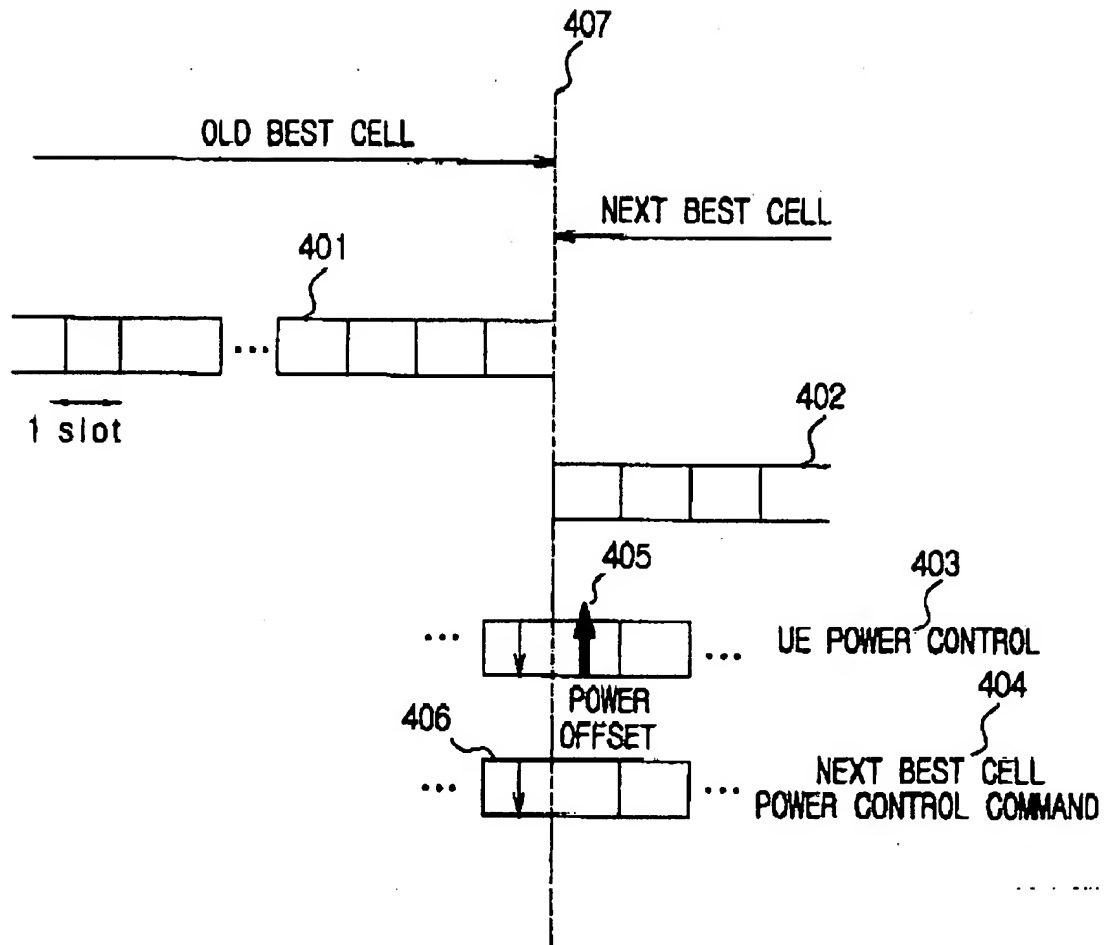 407
OLD BEST CELL
NEXT BEST CELL
401
...
1 slot
402
405
403
...
...
UE POWER CONTROL
POWER
OFFSET
404
406
...
...
NEXT BEST CELL
POWER CONTROL COMMAND